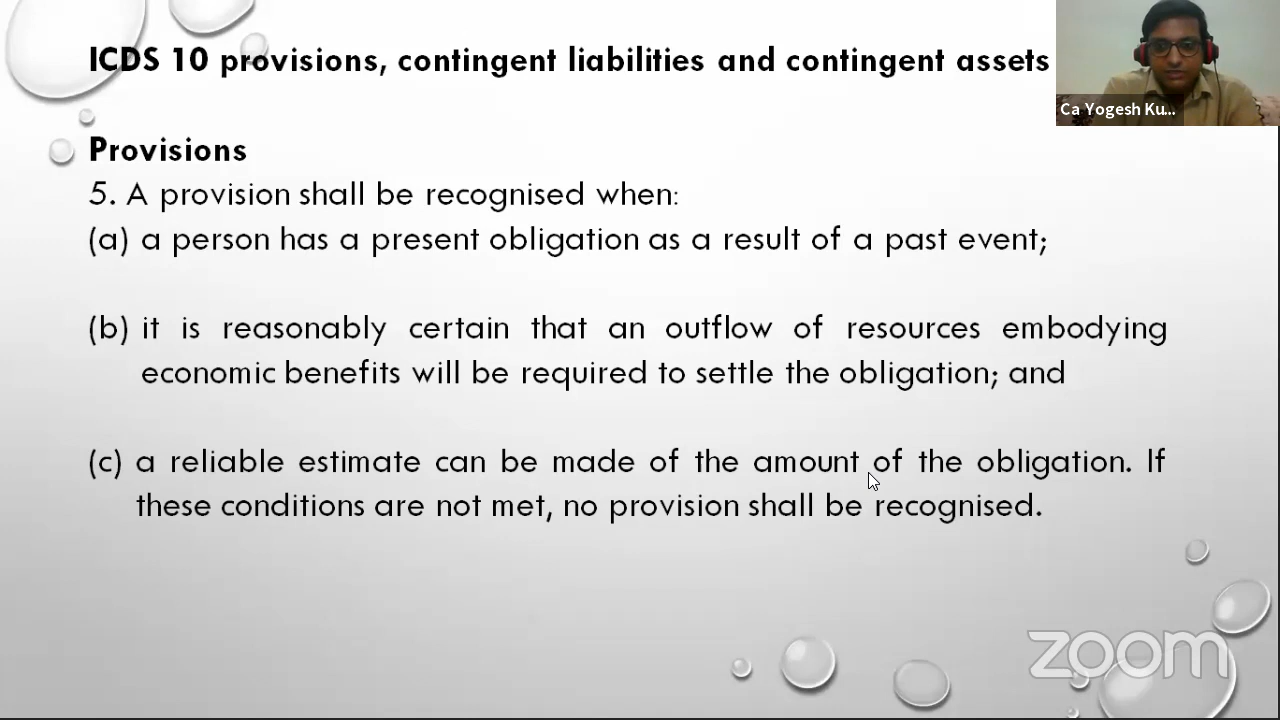 ICDS 10 provisions, contingent liabilities and contingent assets
Ca Yogesh Ku...
Provisions
5. A provision shall be recognised when:
(a) a person has a present obligation as a result of a past event;
(b) it is reasonably certain that an outflow of resources embodying
economic benefits will be required to settle the obligation; and
(c) a reliable estimate can be made of the amount of the obligation. If
these conditions are not met, no provision shall be recognised.
zoom